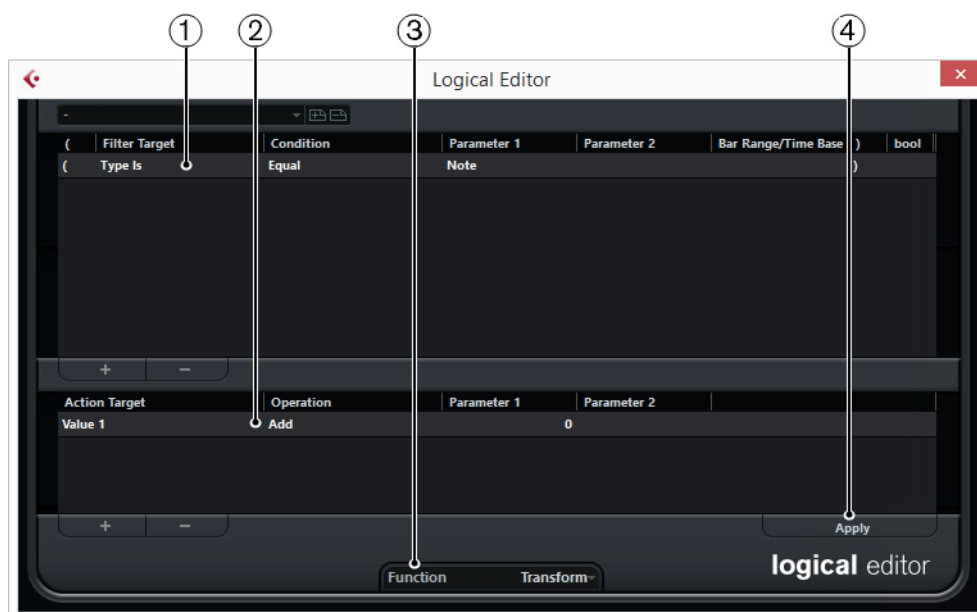 1 2 3 4
Logical Editor ×
-
( Filter Target Condition Parameter 1 Parameter 2 Bar Range/Time Base ) bool
( Type Is Equal Note )
+ −
Action Target Operation Parameter 1 Parameter 2
Value 1 Add 0
+ −
Apply
logical editor
Function Transform